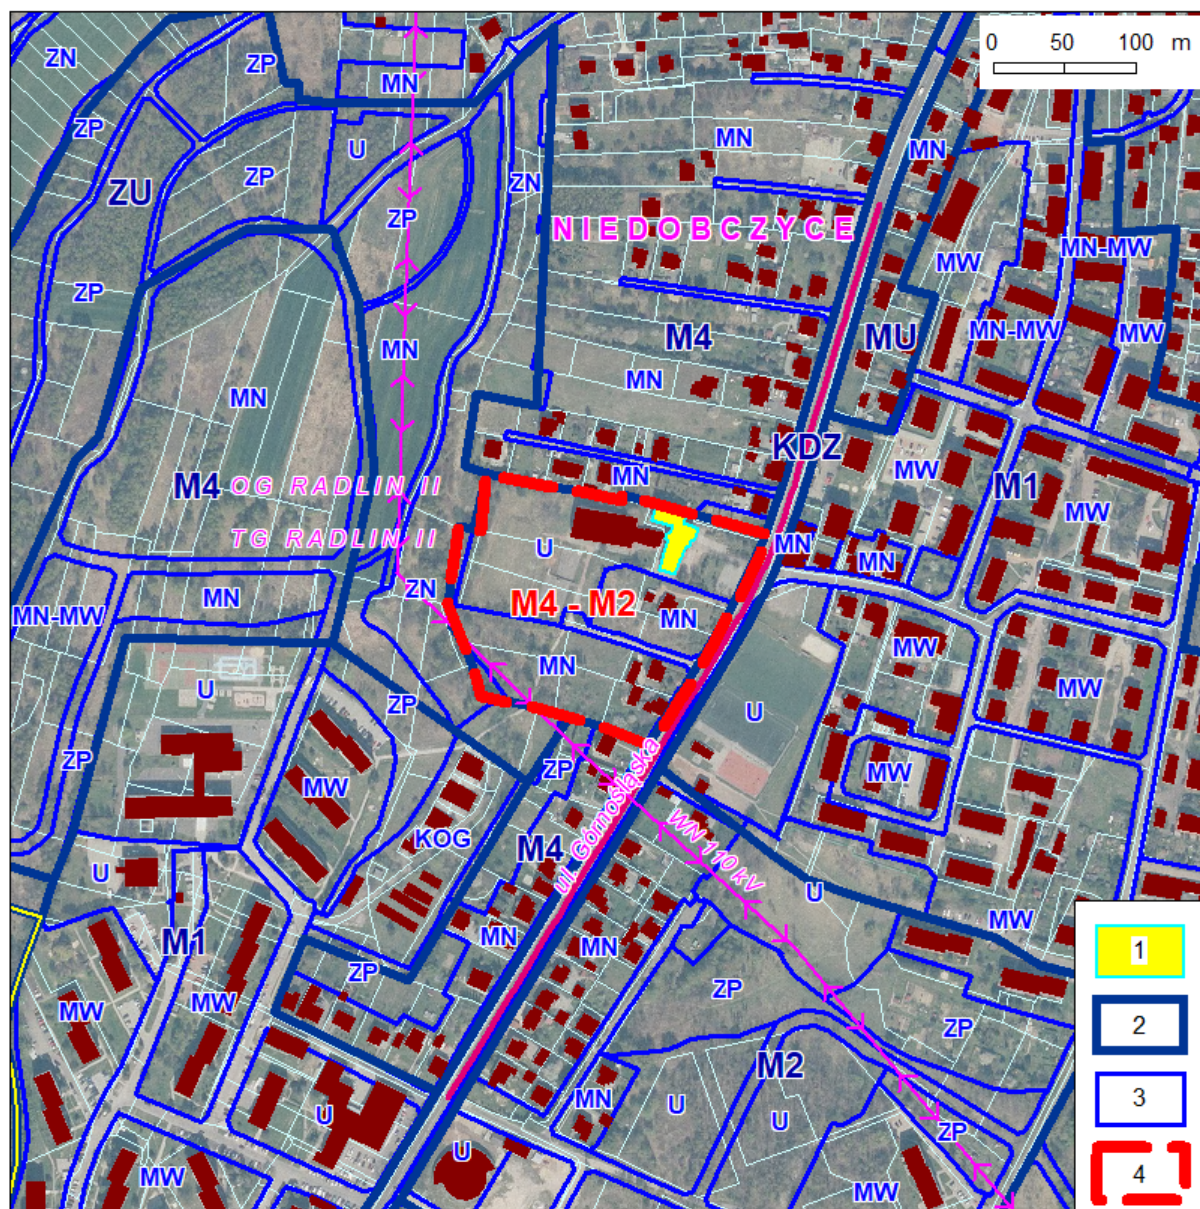 0 50 100 m
ZN
ZP
MN
ZP
U
MN
MN
ZP
ZN
ZU
ZP
NIEDOBCZYCE
MW
MN-MW
ZP
M4
MU
MN-MW
MW
MN
MN
MN
KDZ
MN
MW
M4
OG RADLIN II
M1
MW
TG RADLIN II
U
MN
MN
ZN
MN
M4 - M2
MN-MW
MN
MW
MN
U
ZP
MW
U
ZP
ZP
MW
MW
ul. Górnośląska
WN 110 kV
KOG
M4
U
U
MW
M1
MN
MN
ZP
ZP
MW
MW
ZP
M2
U
MN
U
U
ZP
U
MW
MW
1
2
3
4